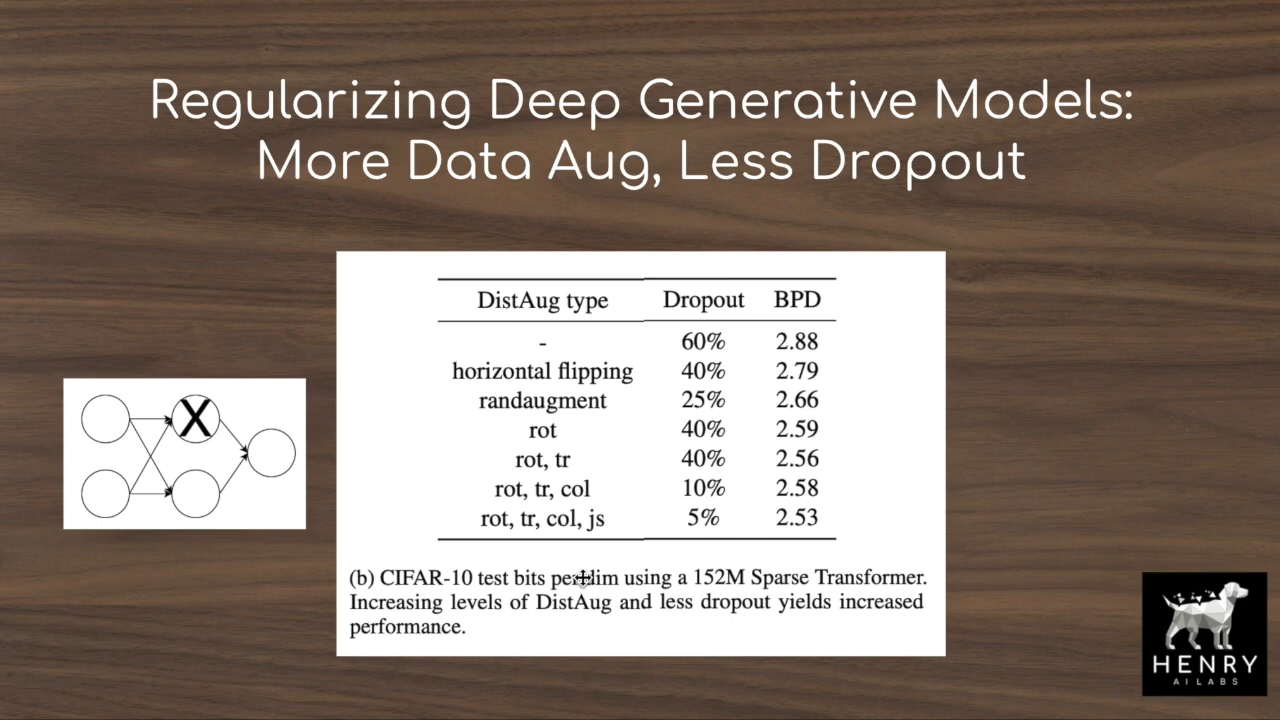 Regularizing Deep Generative Models:
More Data Aug, Less Dropout
DistAug type Dropout BPD
- 60% 2.88
horizontal flipping 40% 2.79
randaugment 25% 2.66
rot 40% 2.59
rot, tr 40% 2.56
rot, tr, col 10% 2.58
rot, tr, col, js 5% 2.53
X
(b) CIFAR-10 test bits per dim using a 152M Sparse Transformer.
Increasing levels of DistAug and less dropout yields increased
performance.
HENRY
AI LABS